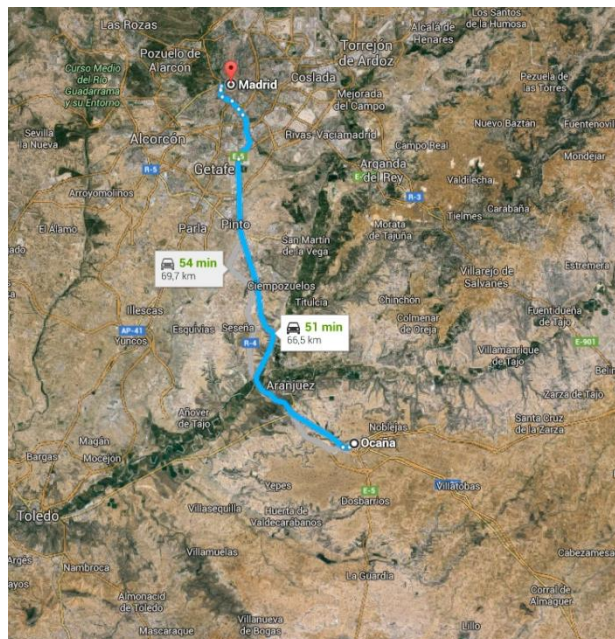 Las Rozas
Los Santos
de la Humosa
Alcalá de
Henares
Torrejón
de Ardoz
Pozuelo de
Alarcón
Curso Medio
del Río
Guadarrama
y su Entorno
Madrid
Coslada
Mejorada
del Campo
Pezuela de
las Torres
Nuevo Baztán
Fuentenovil
Sevilla
la Nueva
Alcorcón
Rivas-Vaciamadrid
Campo Real
Mondéjar
R-5
Getafe
E-5
Arganda
del Rey
Valdilecha
R-3
Arroyomolinos
Tielmes
Carabaña
El Álamo
Parla
Pinto
Morata
de Tajuña
San Martín
de la Vega
Estremera
54 min
69,7 km
Villarejo de
Salvanés
Ciempozuelos
Titulcia
Chinchón
Illescas
Fuentidueña
de Tajo
AP-41
Yuncos
Esquivias
Seseña
51 min
66,5 km
Colmenar
de Oreja
R-4
Villamanrique
de Tajo
E-901
Aranjuez
Zarza de Tajo
Añover
de Tajo
Noblejas
Santa Cruz
de la Zarza
Magán
Ocaña
Bargas
Mocejón
Yepes
Villatobas
Toledo
Dosbarrios
E-5
Villasequilla
Huerta de
Valdecarábanos
Villamuelas
Cabezamesa
Argés
Nambroca
La Guardia
Almonacid
de Toledo
Corral de
Almaguer
Villanueva
de Bogas
Lillo
Mascaraque